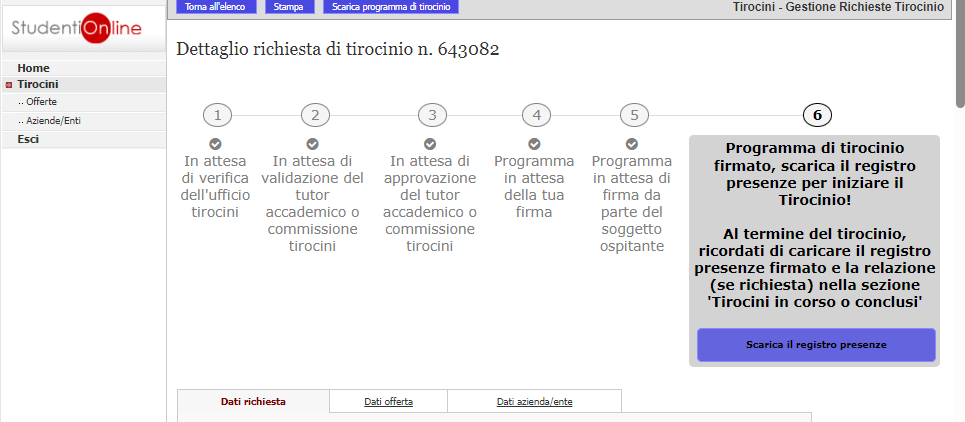 Torna all'elenco Stampa Scarica programma di tirocinio
Tirocini - Gestione Richieste Tirocinio
StudentiOnline
Home
Tirocini
.. Offerte
.. Aziende/Enti
Esci
Dettaglio richiesta di tirocinio n. 643082
1
In attesa
di verifica
dell'ufficio
tirocini
2
In attesa di
validazione del
tutor
accademico o
commissione
tirocini
3
In attesa di
approvazione
del tutor
accademico o
commissione
tirocini
4
Programma
in attesa
della tua
firma
5
Programma
in attesa di
firma da
parte del
soggetto
ospitante
6
Programma di tirocinio
firmato, scarica il registro
presenze per iniziare il
Tirocinio!
Al termine del tirocinio,
ricordati di caricare il registro
presenze firmato e la relazione
(se richiesta) nella sezione
'Tirocini in corso o conclusi'
Scarica il registro presenze
Dati richiesta Dati offerta Dati azienda/ente